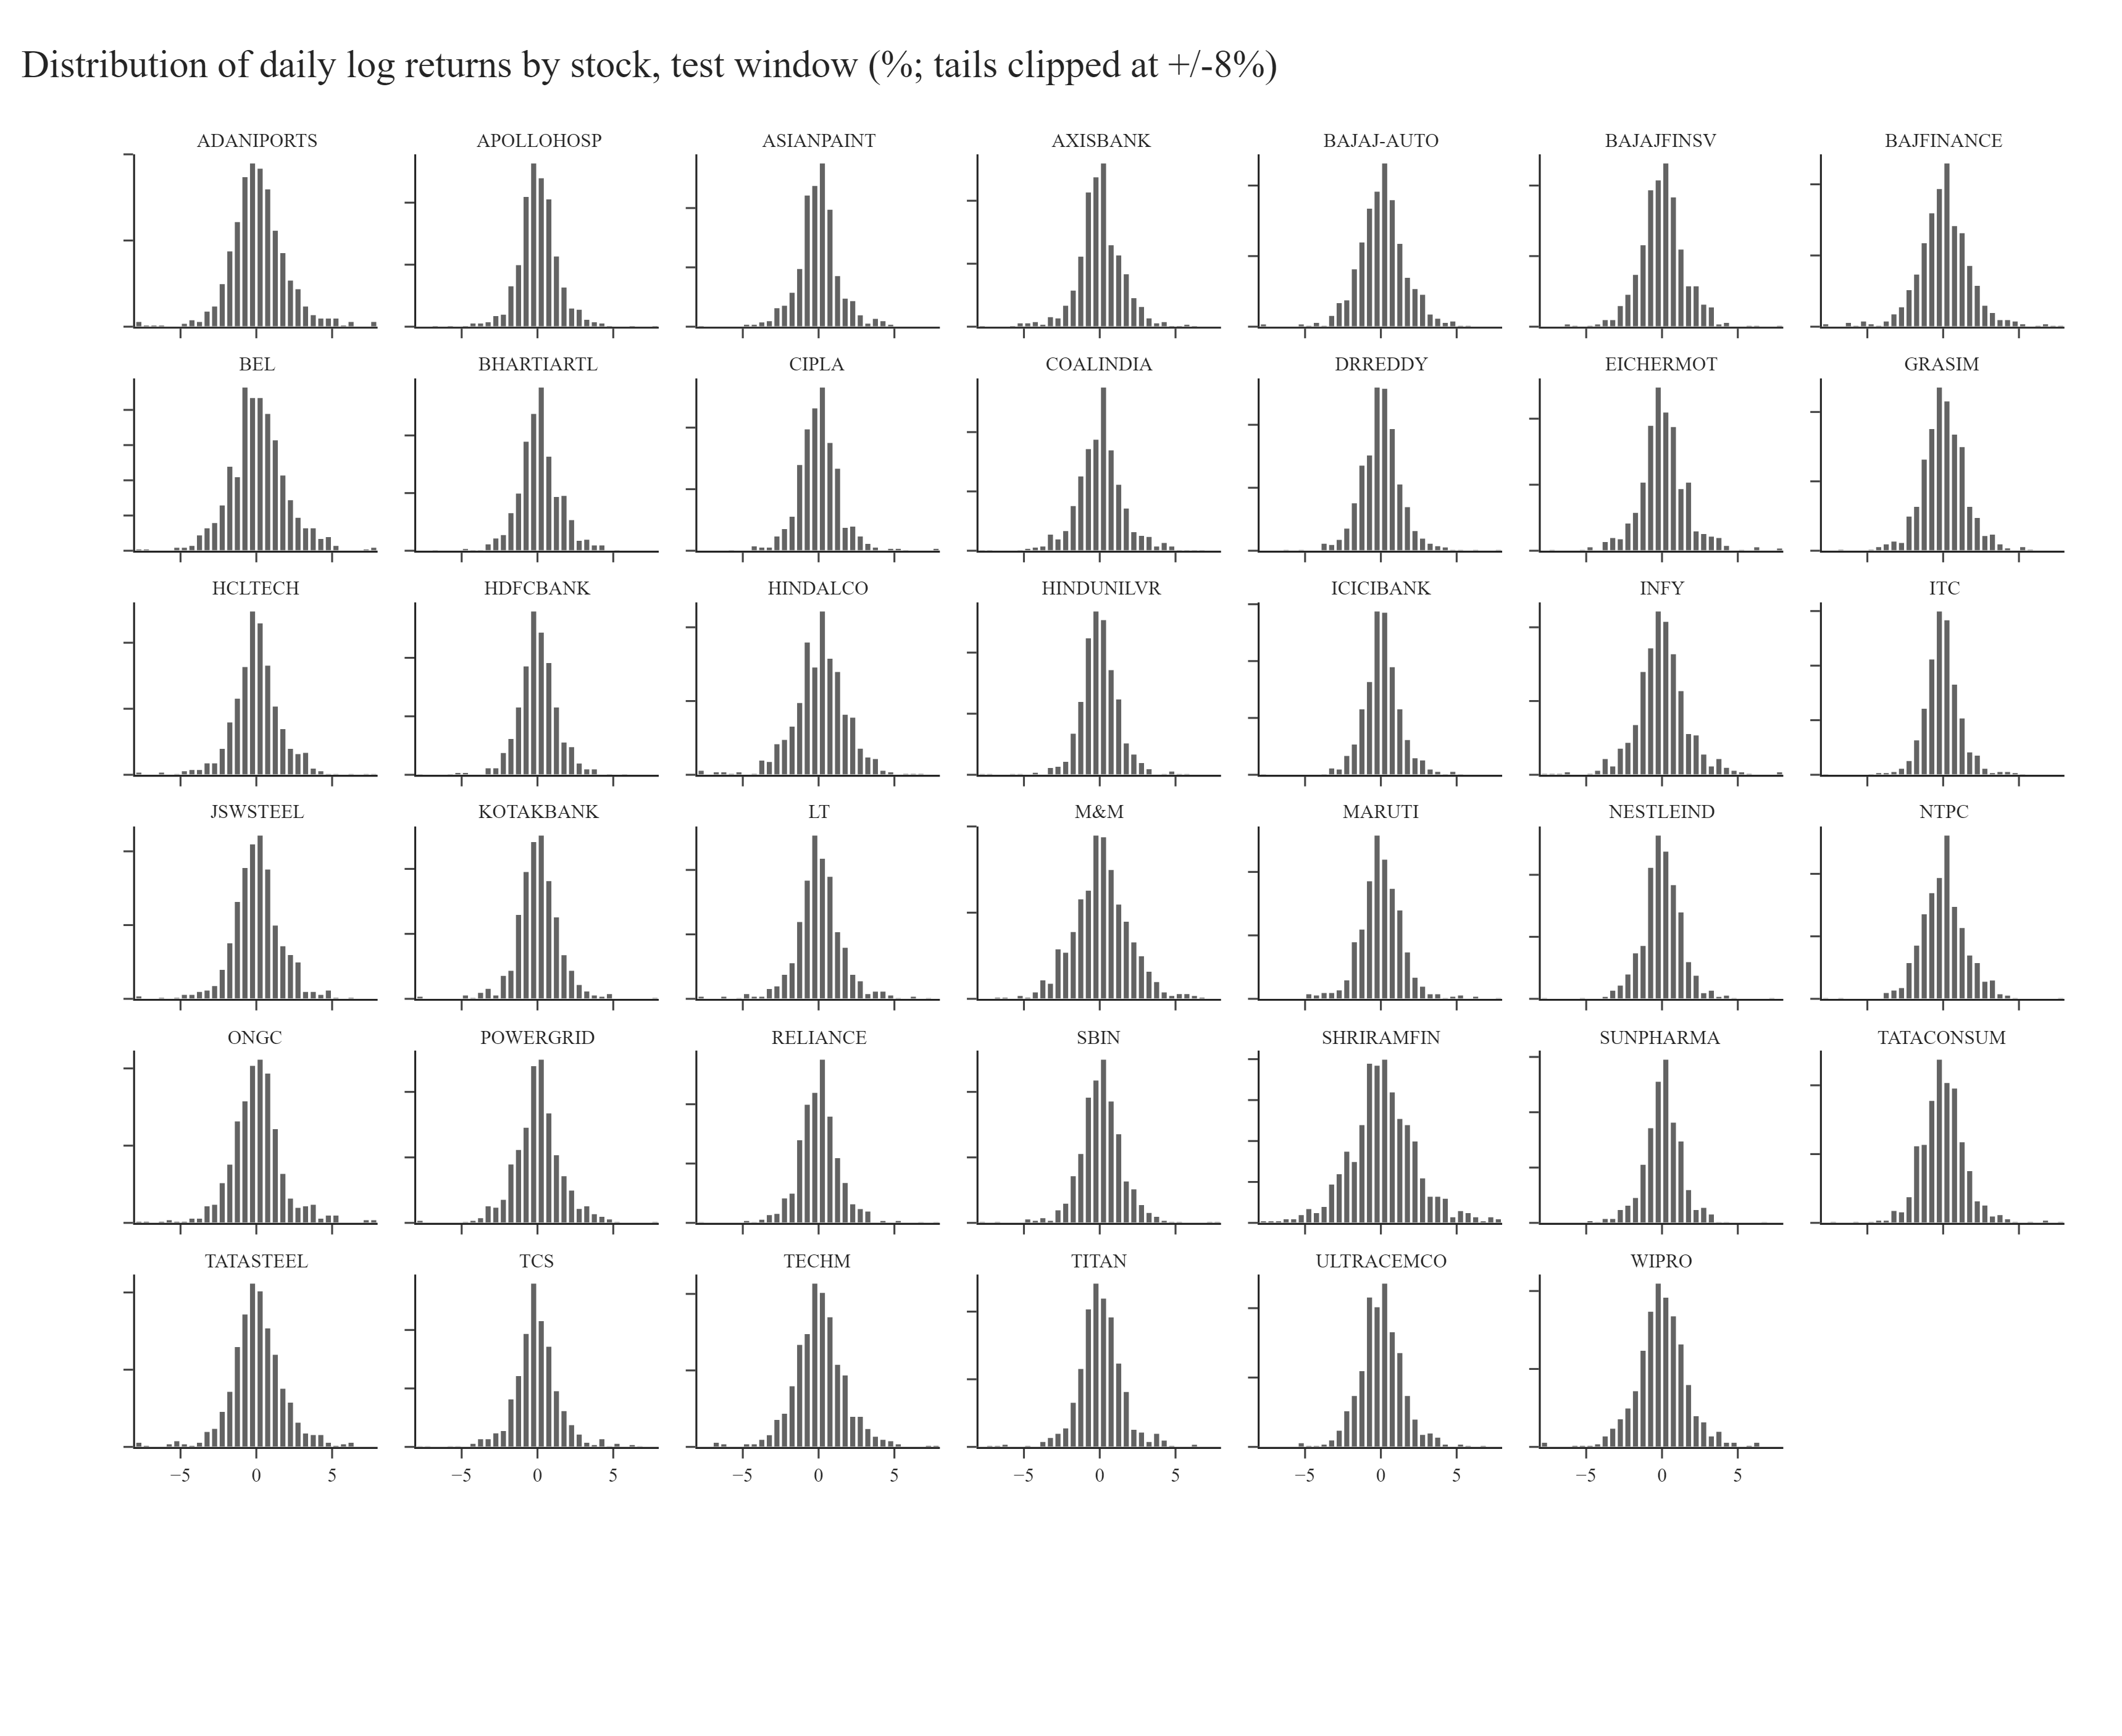 Distribution of daily log returns by stock, test window (%; tails clipped at +/-8%)
ADANIPORTS APOLLOHOSP ASIANPAINT AXISBANK BAJAJ-AUTO BAJAJFINSV BAJFINANCE
BEL BHARTIARTL CIPLA COALINDIA DRREDDY EICHERMOT GRASIM
HCLTECH HDFCBANK HINDALCO HINDUNILVR ICICIBANK INFY ITC
JSWSTEEL KOTAKBANK LT M&M MARUTI NESTLEIND NTPC
ONGC POWERGRID RELIANCE SBIN SHRIRAMFIN SUNPHARMA TATACONSUM
TATASTEEL TCS TECHM TITAN ULTRACEMCO WIPRO
−5 0 5 −5 0 5 −5 0 5 −5 0 5 −5 0 5 −5 0 5